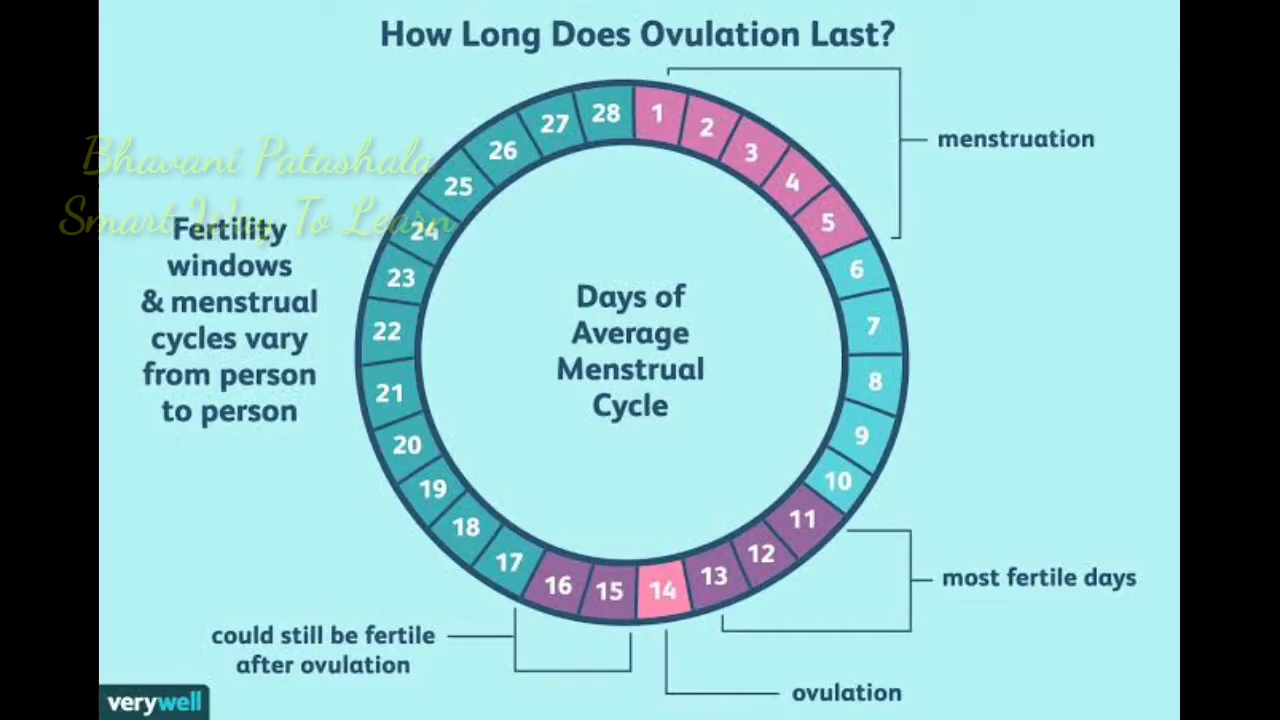 How Long Does Ovulation Last?
menstruation
Bhavani Patashala
Smart Way To Learn
Fertility
windows
& menstrual
cycles vary
from person
to person
Days of
Average
Menstrual
Cycle
1
2
3
4
5
6
7
8
9
10
11
12
13
14
15
16
17
18
19
20
21
22
23
24
25
26
27
28
most fertile days
could still be fertile
after ovulation
ovulation
verywell